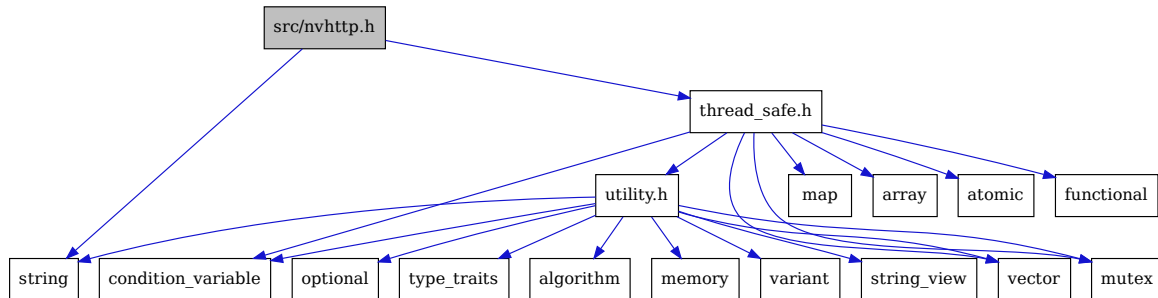 src/nvhttp.h
thread_safe.h
utility.h
map
array
atomic
functional
string
condition_variable
optional
type_traits
algorithm
memory
variant
string_view
vector
mutex